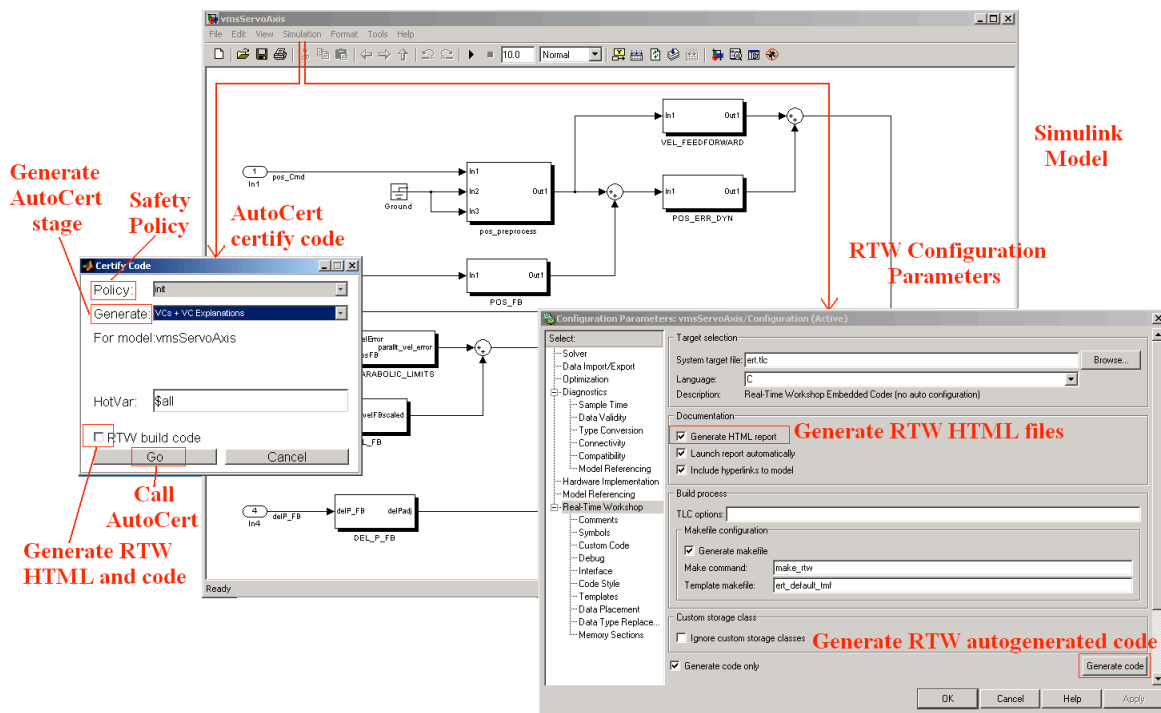 vmsServoAxis
File Edit View Simulation Format Tools Help
10.0 Normal
In1 Out1
VEL_FEEDFORWARD
Simulink
Model
1
In1
pos_Cmd
In1
In2
In3
Out1
pos_preprocess
Ground
In1 Out1
POS_ERR_DYN
Generate
AutoCert
stage
Safety
Policy
AutoCert
certify code
RTW Configuration
Parameters
In1 Out1
POS_FB
Certify Code
Policy: init
Generate: VCs + VC Explanations
For model:vmsServoAxis
HotVar: $all
RTW build code
Go Cancel
Call
AutoCert
Generate RTW
HTML and code
elError
osFB
parallt_vel_error
ARABOLIC_LIMITS
velFBscaled
L_FB
4
In4
delP_FB
delP_FB delPadj
DEL_P_FB
Ready
Configuration Parameters: vmsServoAxis/Configuration (Active)
Select:
Solver
Data Import/Export
Optimization
Diagnostics
Sample Time
Data Validity
Type Conversion
Connectivity
Compatibility
Model Referencing
Hardware Implementation
Model Referencing
Real-Time Workshop
Comments
Symbols
Custom Code
Debug
Interface
Code Style
Templates
Data Placement
Data Type Replace...
Memory Sections
Target selection
System target file: ert.tlc Browse...
Language: C
Description: Real-Time Workshop Embedded Coder (no auto configuration)
Documentation
Generate HTML report
Generate RTW HTML files
Launch report automatically
Include hyperlinks to model
Build process
TLC options:
Makefile configuration
Generate makefile
Make command: make_rtw
Template makefile: ert_default_tmf
Custom storage class
Ignore custom storage classes
Generate RTW autogenerated code
Generate code only Generate code
OK Cancel Help Apply